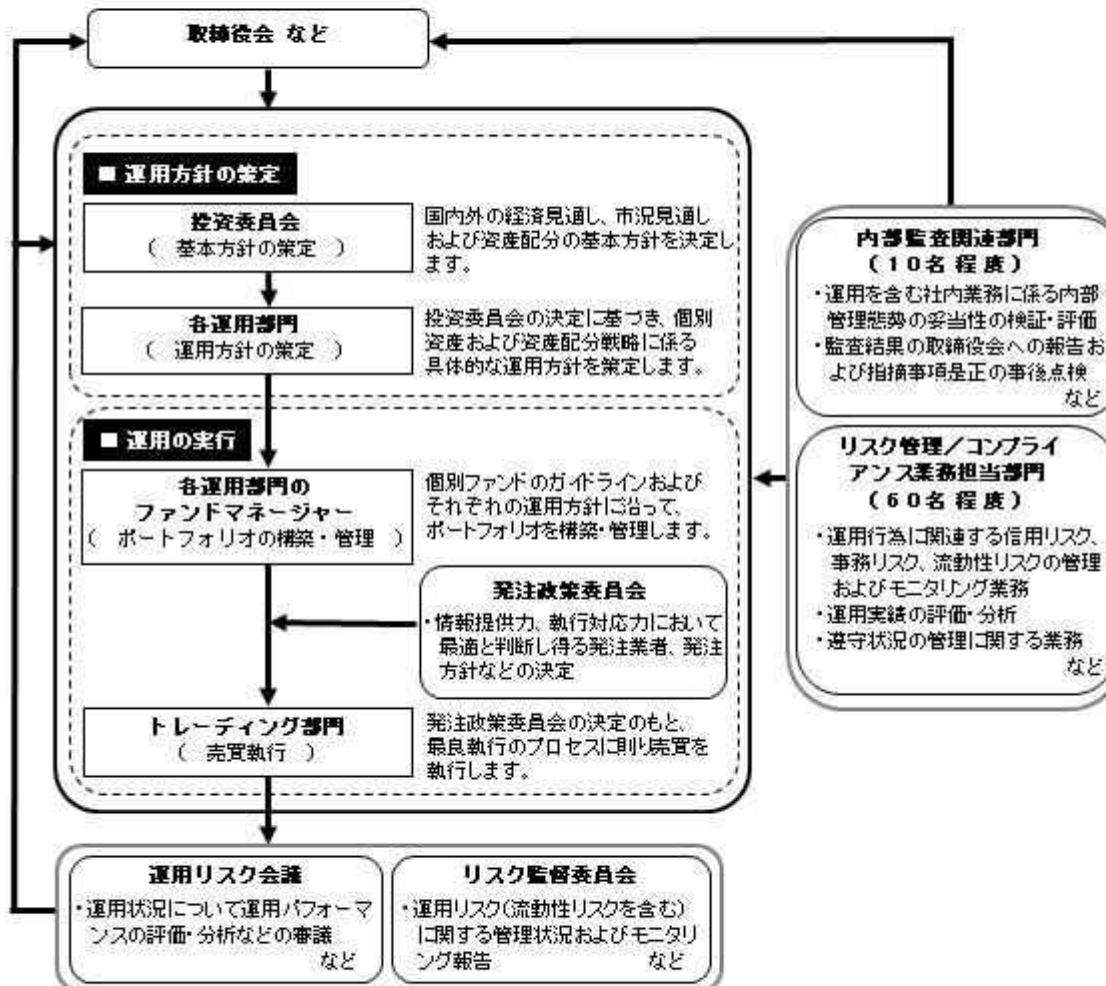 取締役会 など
■ 運用方針の策定
投資委員会
( 基本方針の策定 )
国内外の経済見通し、市況見通し
および資産配分の基本方針を決定し
ます。
各運用部門
( 運用方針の策定 )
投資委員会の決定に基づき、個別
資産および資産配分戦略に係る
具体的な運用方針を策定します。
■ 運用の実行
各運用部門の
ファンドマネージャー
( ポートフォリオの構築・管理 )
個別ファンドのガイドラインおよび
それぞれの運用方針に沿って、
ポートフォリオを構築・管理します。
発注政策委員会
・情報提供力、執行対応力において
最適と判断し得る発注業者、発注
方針などの決定
トレーディング部門
( 売買執行 )
発注政策委員会の決定のもと、
最良執行のプロセスに則り売買を
執行します。
内部監査関連部門
(10名程度)
・運用を含む社内業務に係る内部
管理態勢の妥当性の検証・評価
・監査結果の取締役会への報告お
よび指摘事項是正の事後点検
など
リスク管理/コンプライ
アンス業務担当部門
(60名程度)
・運用行為に関連する信用リスク、
事務リスク、流動性リスクの管理
およびモニタリング業務
・運用実績の評価・分析
・遵守状況の管理に関する業務
など
運用リスク会議
・運用状況について運用パフォーマ
ンスの評価・分析などの審議
など
リスク監督委員会
・運用リスク(流動性リスクを含む)
に関する管理状況およびモニタリ
ング報告 など